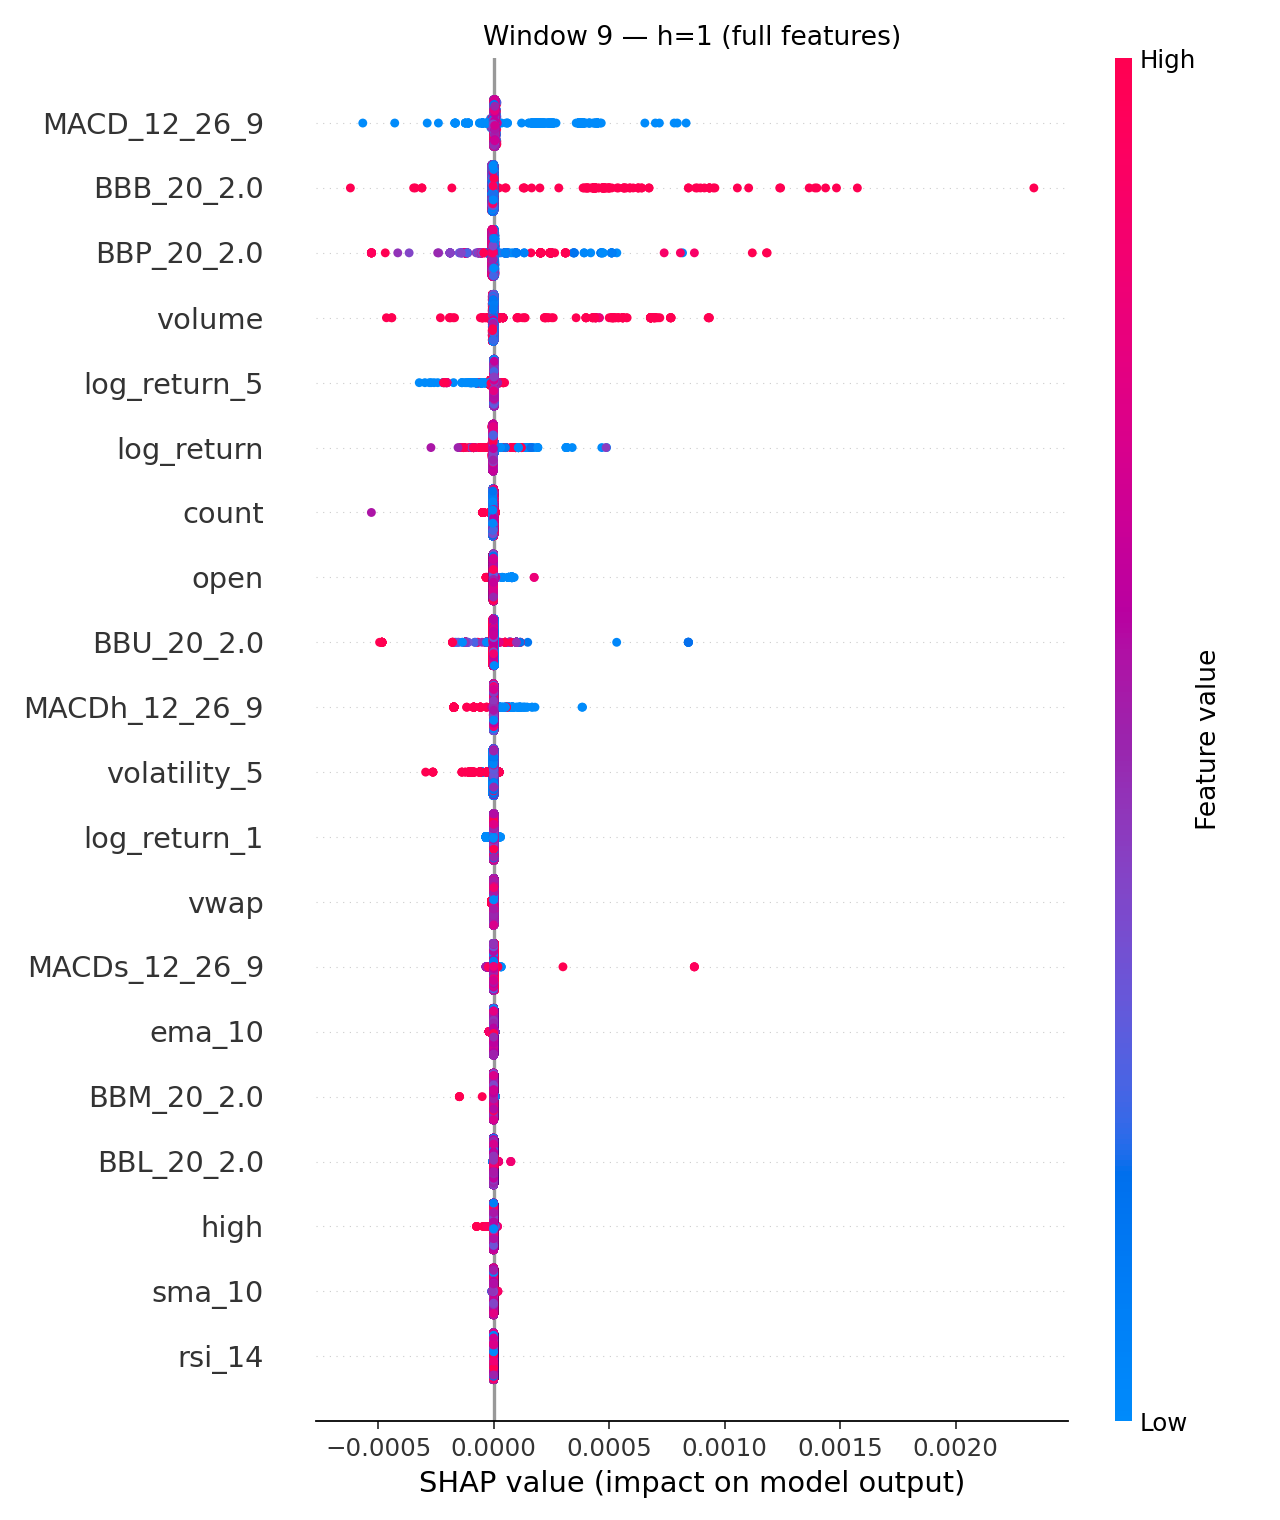 Window 9 — h=1 (full features)
High
MACD_12_26_9
BBB_20_2.0
BBP_20_2.0
volume
log_return_5
log_return
count
open
BBU_20_2.0
MACDh_12_26_9
volatility_5
log_return_1
vwap
MACDs_12_26_9
ema_10
BBM_20_2.0
BBL_20_2.0
high
sma_10
rsi_14
Feature value
Low
−0.0005 0.0000 0.0005 0.0010 0.0015 0.0020
SHAP value (impact on model output)